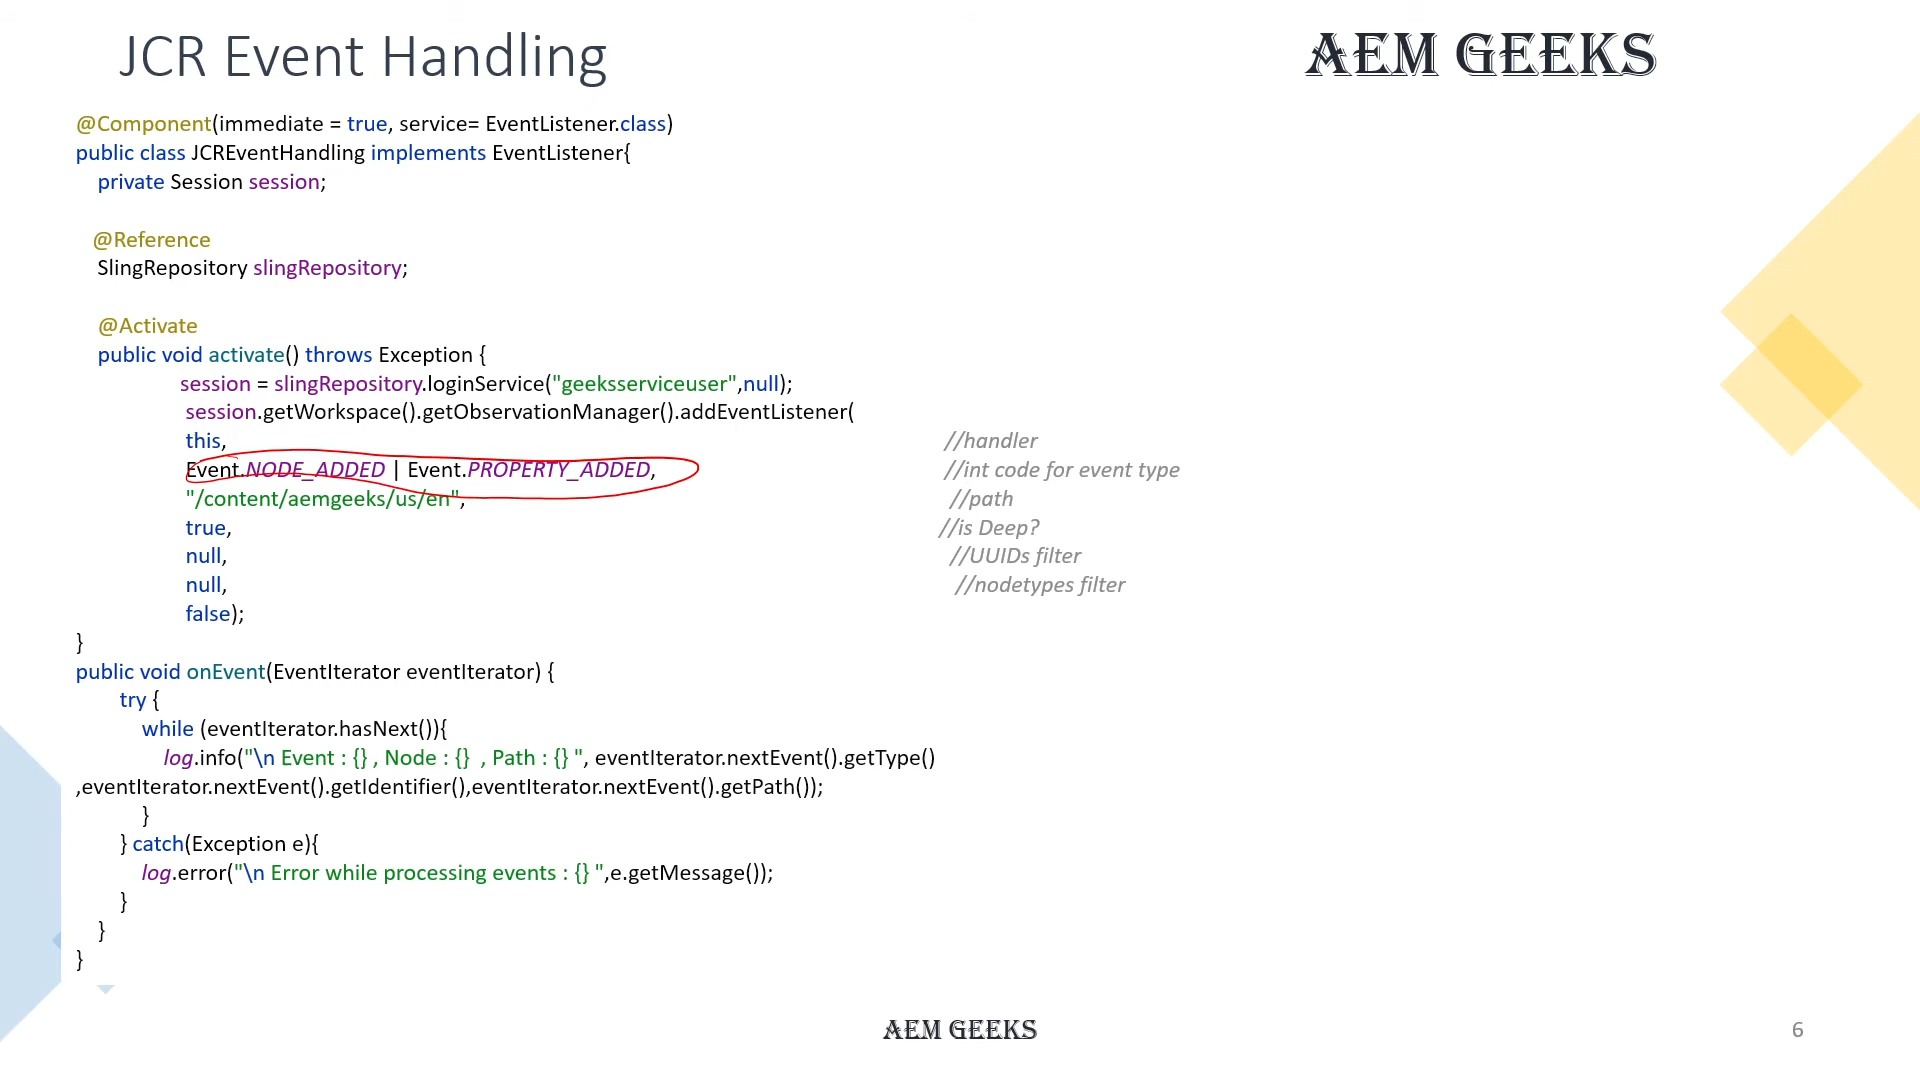 JCR Event Handling
AEM GEEKS
@Component(immediate = true, service= EventListener.class)
public class JCREventHandling implements EventListener{
private Session session;
@Reference
SlingRepository slingRepository;
@Activate
public void activate() throws Exception {
session = slingRepository.loginService("geeksserviceuser",null);
session.getWorkspace().getObservationManager().addEventListener(
this, //handler
Event.NODE_ADDED | Event.PROPERTY_ADDED, //int code for event type
"/content/aemgeeks/us/en", //path
true, //is Deep?
null, //UUIDs filter
null, //nodetypes filter
false);
}
public void onEvent(EventIterator eventIterator) {
try {
while (eventIterator.hasNext()){
log.info("\n Event : {} , Node : {}  , Path : {} ", eventIterator.nextEvent().getType()
,eventIterator.nextEvent().getIdentifier(),eventIterator.nextEvent().getPath());
}
} catch(Exception e){
log.error("\n Error while processing events : {} ",e.getMessage());
}
}
}
AEM GEEKS
6